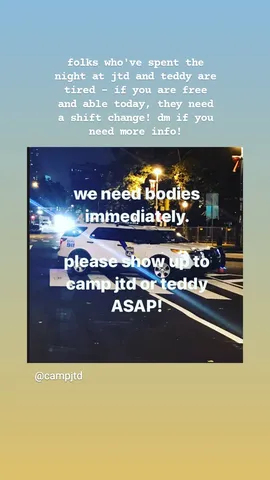 folks who've spent the
night at jtd and teddy are
tired - if you are free
and able today, they need
a shift change! dm if you
need more info!
we need bodies
immediately.
please show up to
camp jtd or teddy
ASAP!
@campjtd